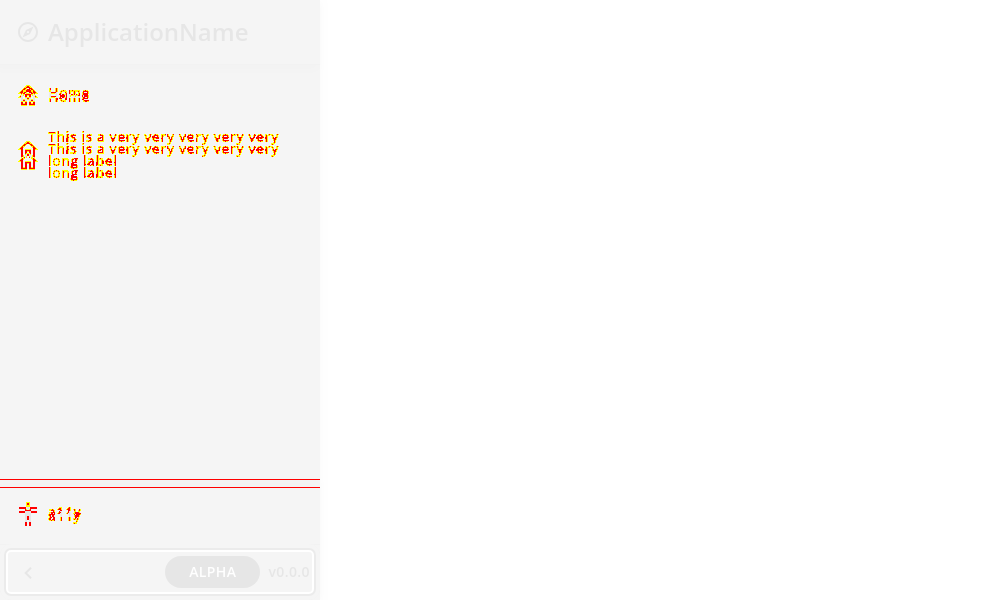 ApplicationName
Home
This is a very very very very very
This is a very very very very very
long label
long label
a11y
ALPHA v0.0.0